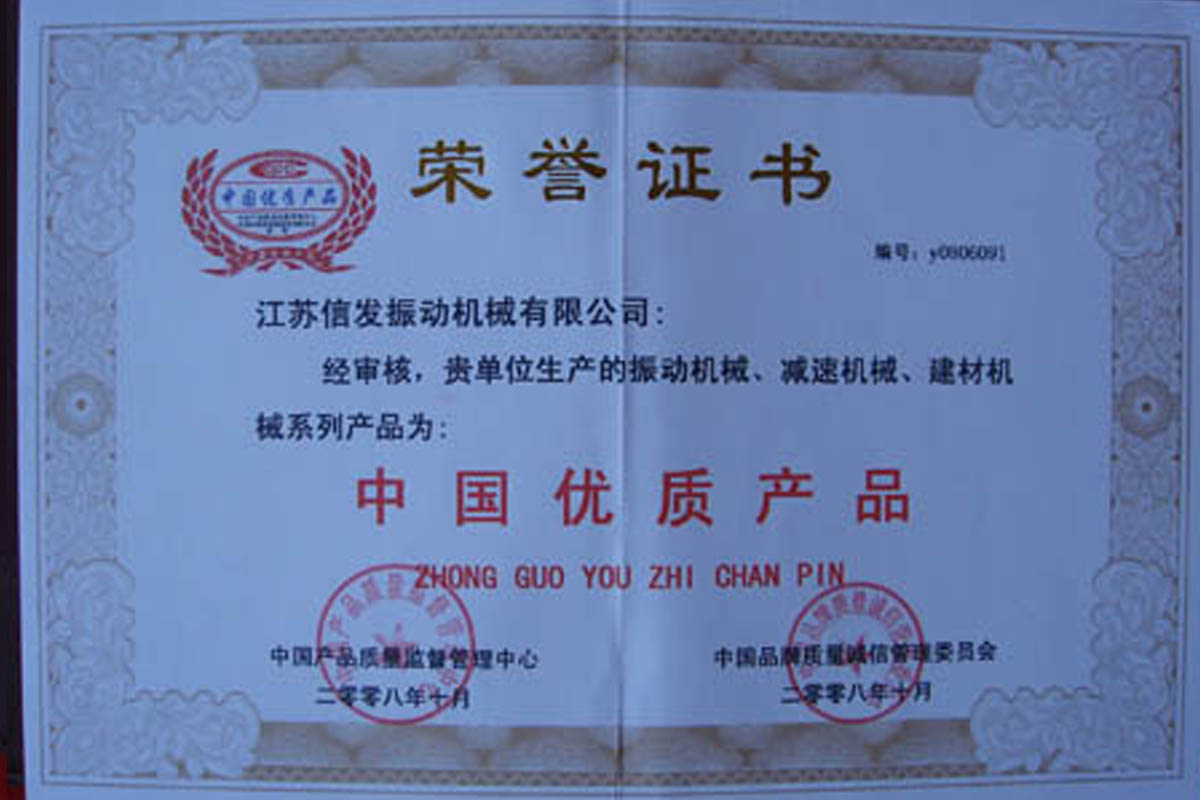 荣誉证书
中国优质产品
编号：y0806091
江苏信发振动机械有限公司：
经审核，贵单位生产的振动机械、减速机械、建材机
械系列产品为：
中国优质产品
ZHONG GUO YOU ZHI CHAN PIN
中国产品质量监督管理中心
二零零八年十月
中国品牌质量诚信管理委员会
二零零八年十月